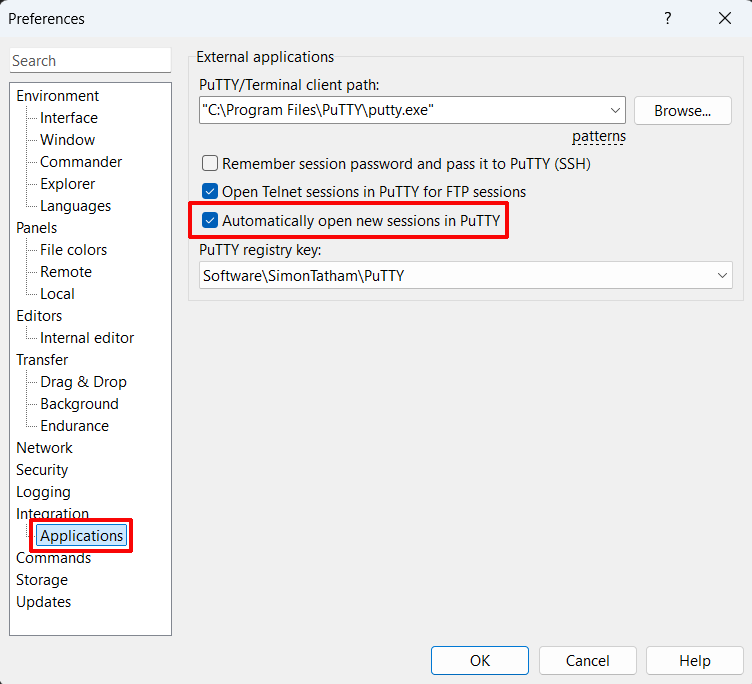 Preferences
?
Search
Environment
Interface
Window
Commander
Explorer
Languages
Panels
File colors
Remote
Local
Editors
Internal editor
Transfer
Drag & Drop
Background
Endurance
Network
Security
Logging
Integration
Applications
Commands
Storage
Updates
External applications
PuTTY/Terminal client path:
"C:\Program Files\PuTTY\putty.exe"
Browse...
patterns
Remember session password and pass it to PuTTY (SSH)
Open Telnet sessions in PuTTY for FTP sessions
Automatically open new sessions in PuTTY
PuTTY registry key:
Software\SimonTatham\PuTTY
OK
Cancel
Help